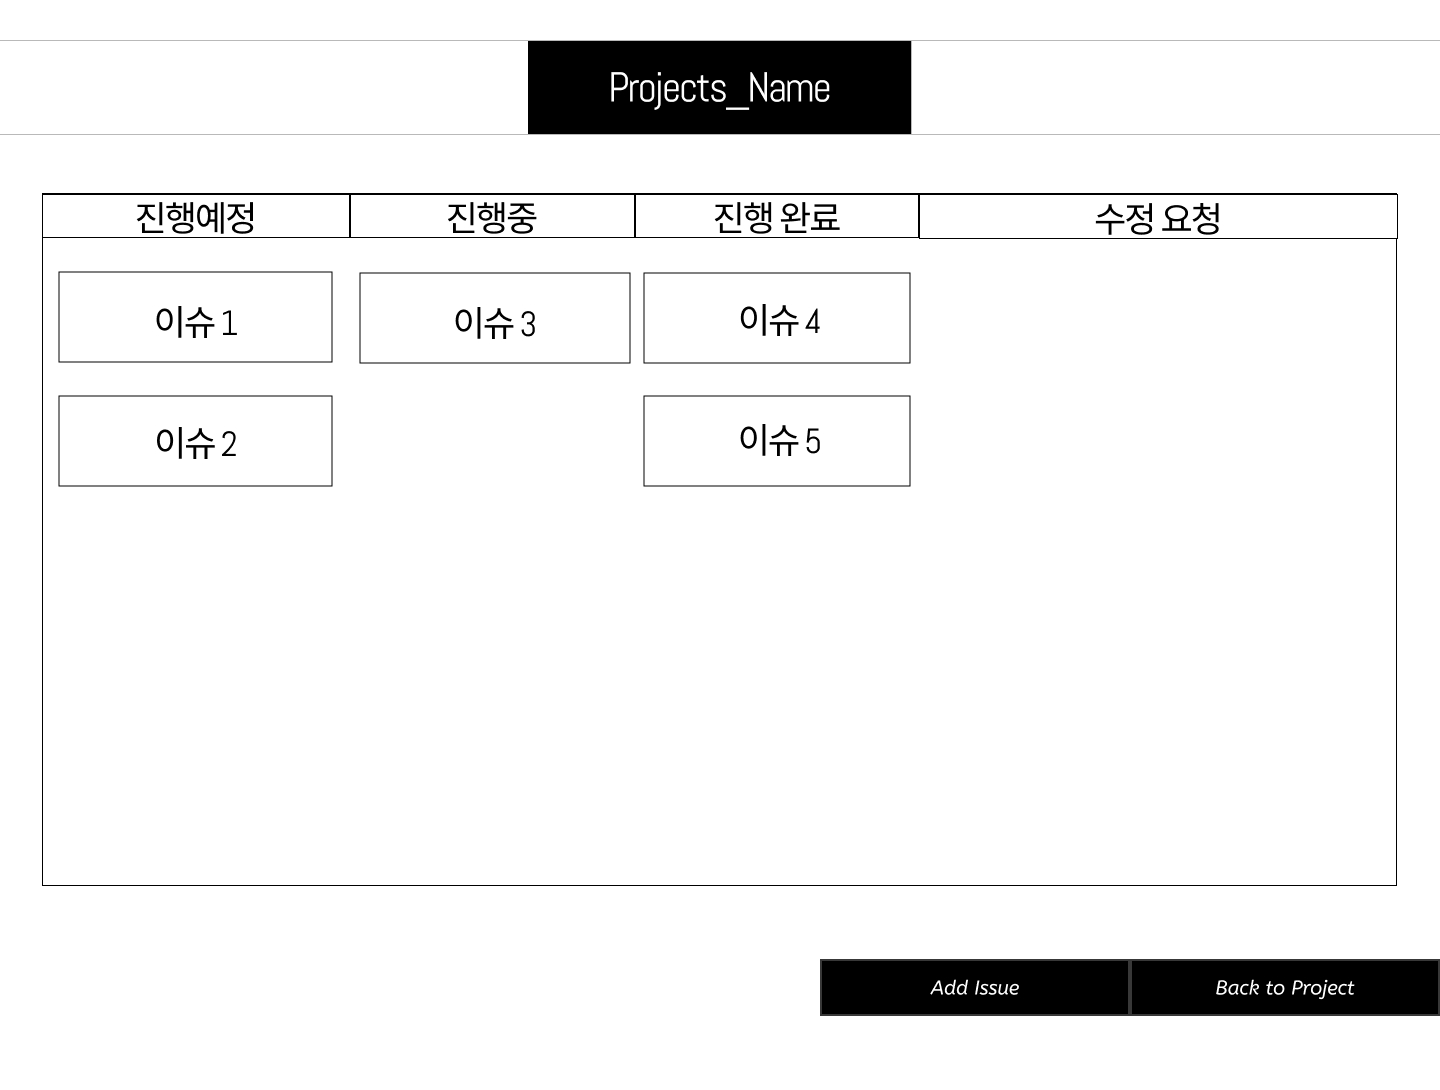 Projects_Name
진행예정
진행중
진행 완료
수정 요청
이슈 1
이슈 3
이슈 4
이슈 2
이슈 5
Add Issue
Back to Project